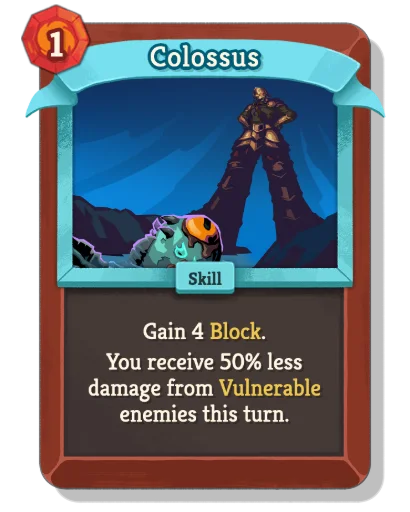 1
Colossus
Skill
Gain 4 Block.
You receive 50% less
damage from Vulnerable
enemies this turn.